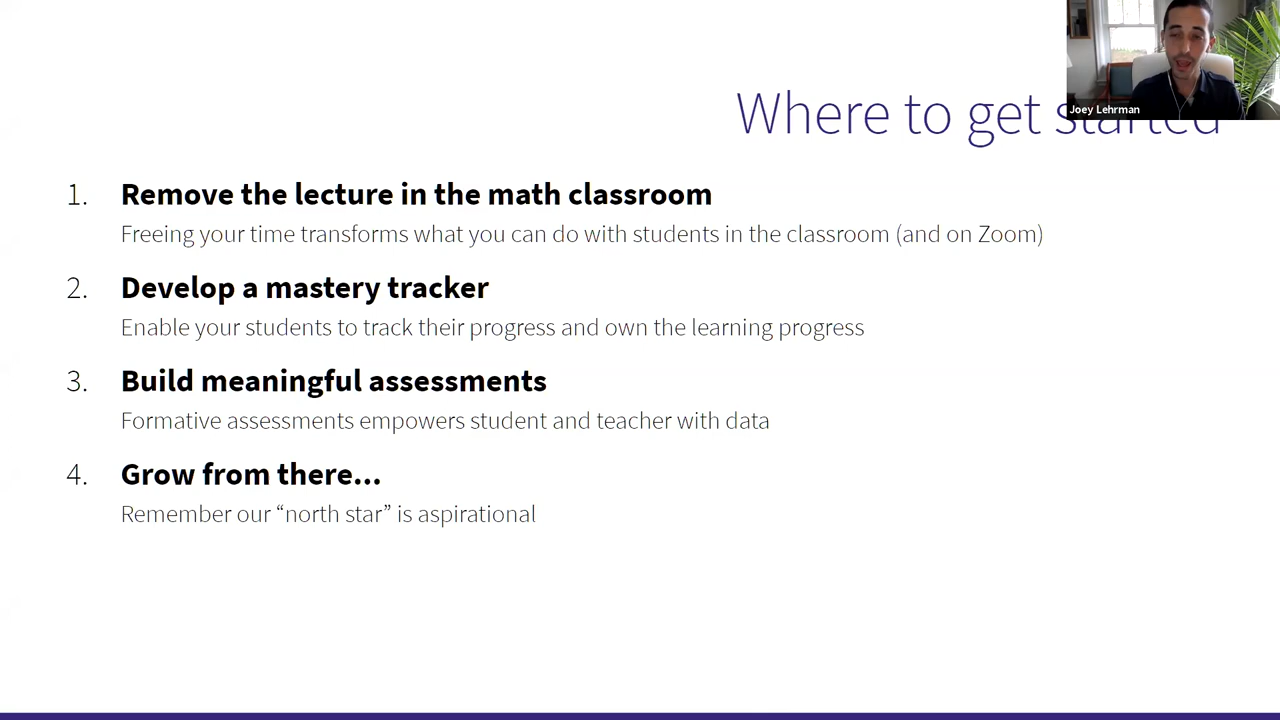 Joey Lehrman
Where to get started
1. Remove the lecture in the math classroom
Freeing your time transforms what you can do with students in the classroom (and on Zoom)
2. Develop a mastery tracker
Enable your students to track their progress and own the learning progress
3. Build meaningful assessments
Formative assessments empowers student and teacher with data
4. Grow from there...
Remember our “north star” is aspirational